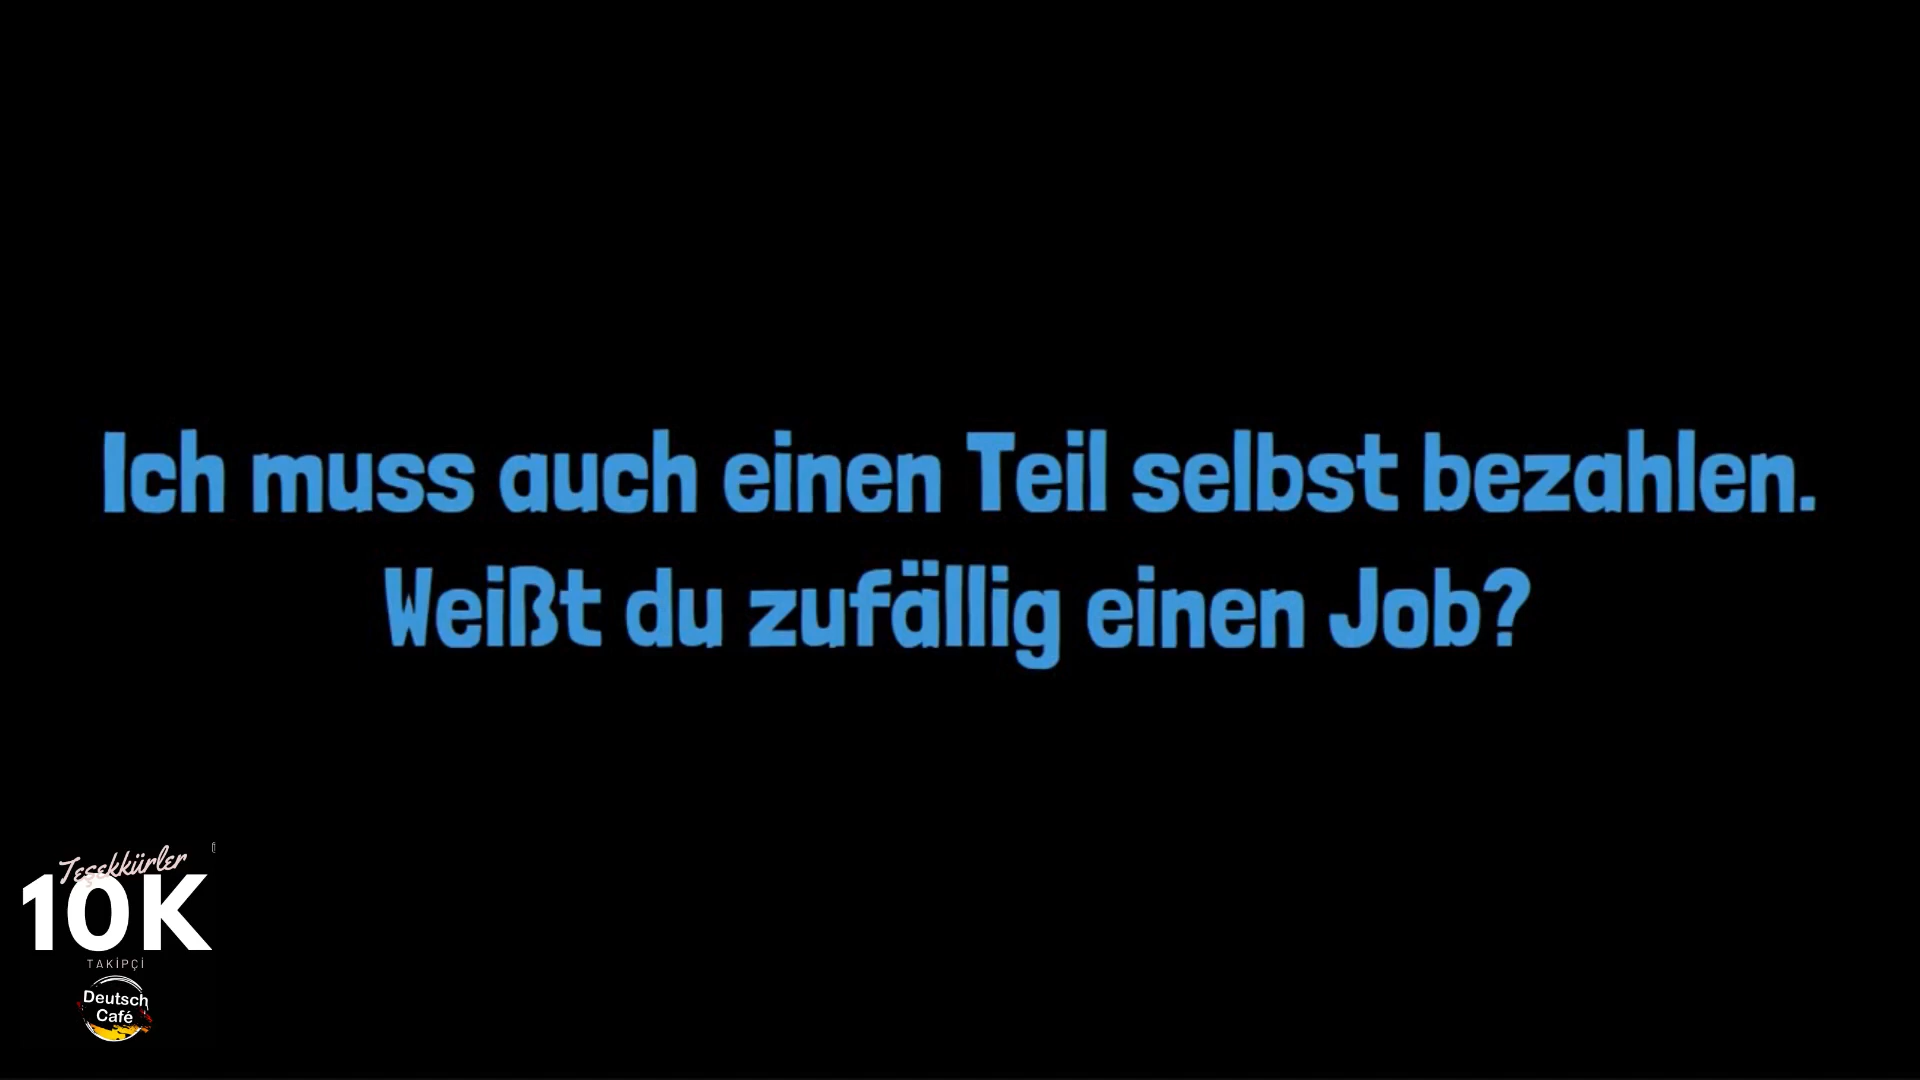 Ich muss auch einen Teil selbst bezahlen.
Weißt du zufällig einen Job?
Teşekkürler
10K
TAKİPÇİ
Deutsch
Café